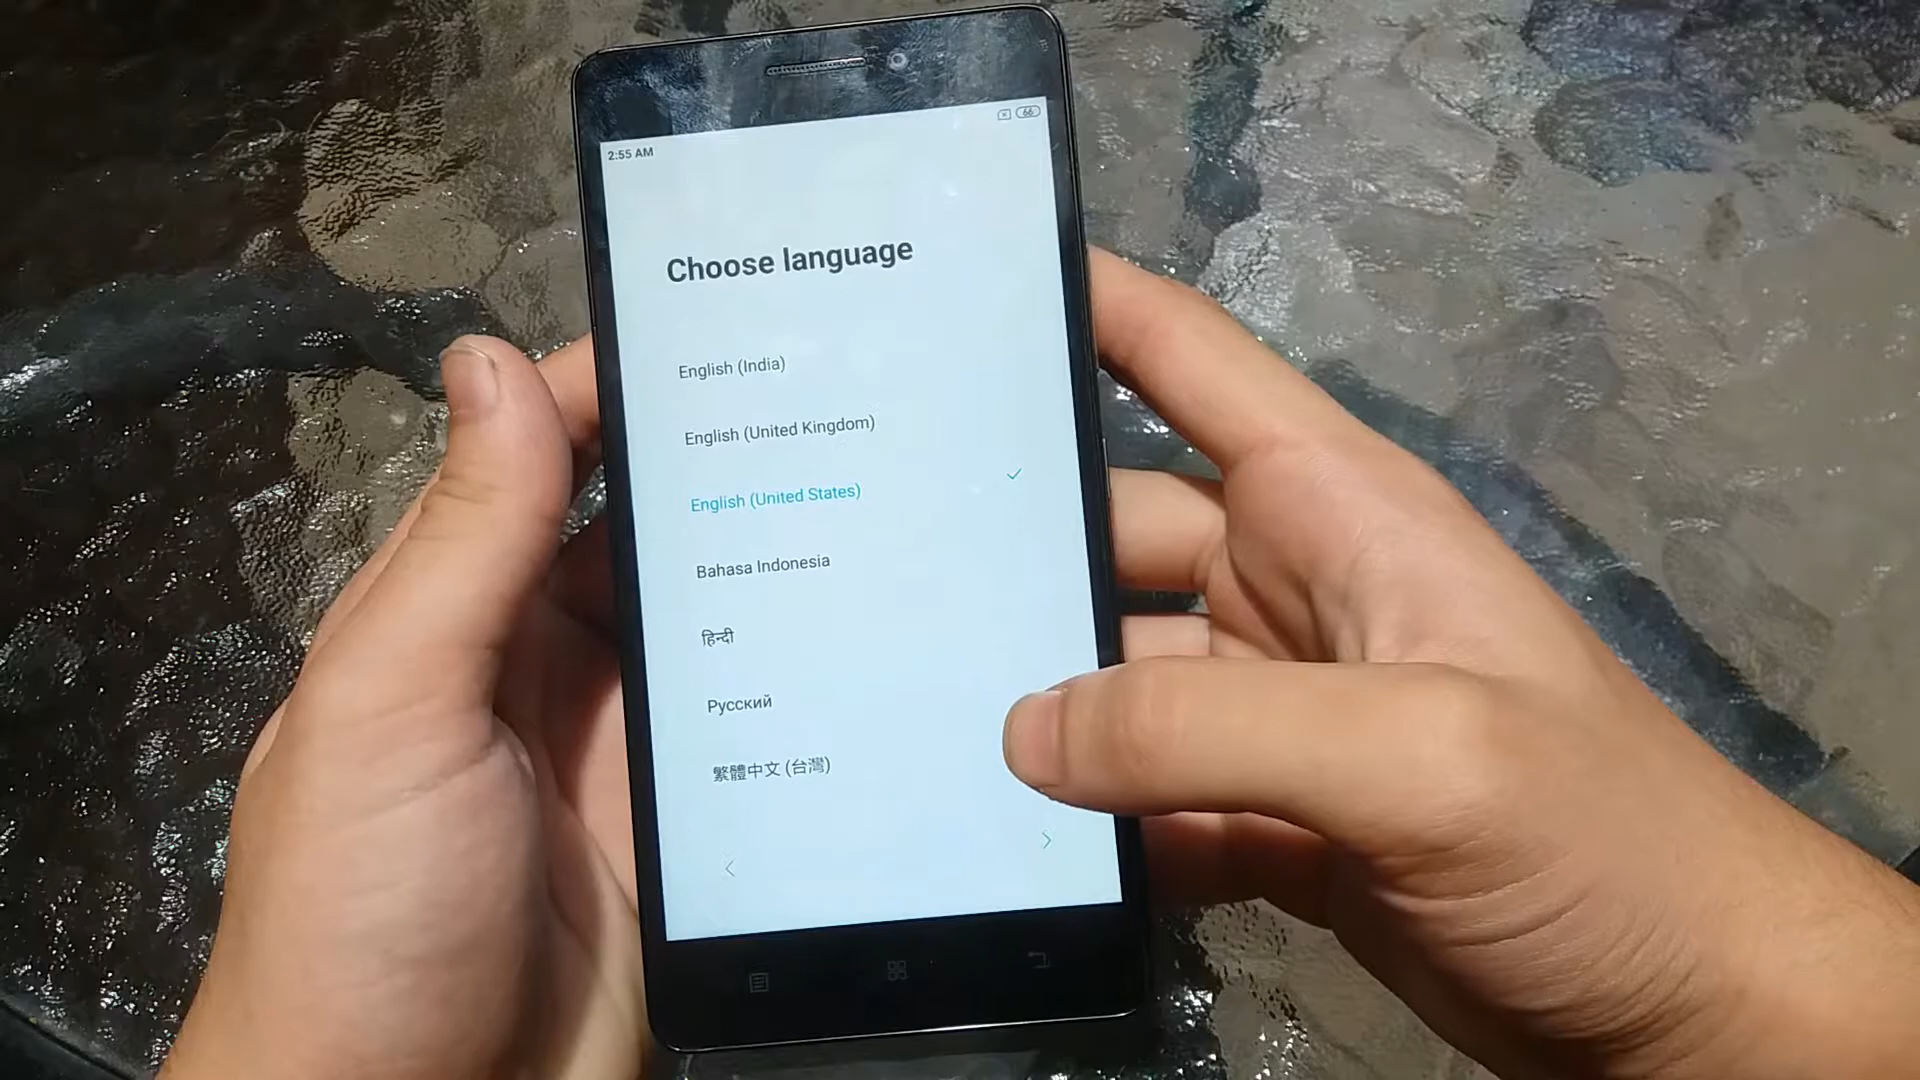 2:55 AM
66
Choose language
English (India)
English (United Kingdom)
English (United States)
Bahasa Indonesia
हिन्दी
Русский
繁體中文 (台灣)